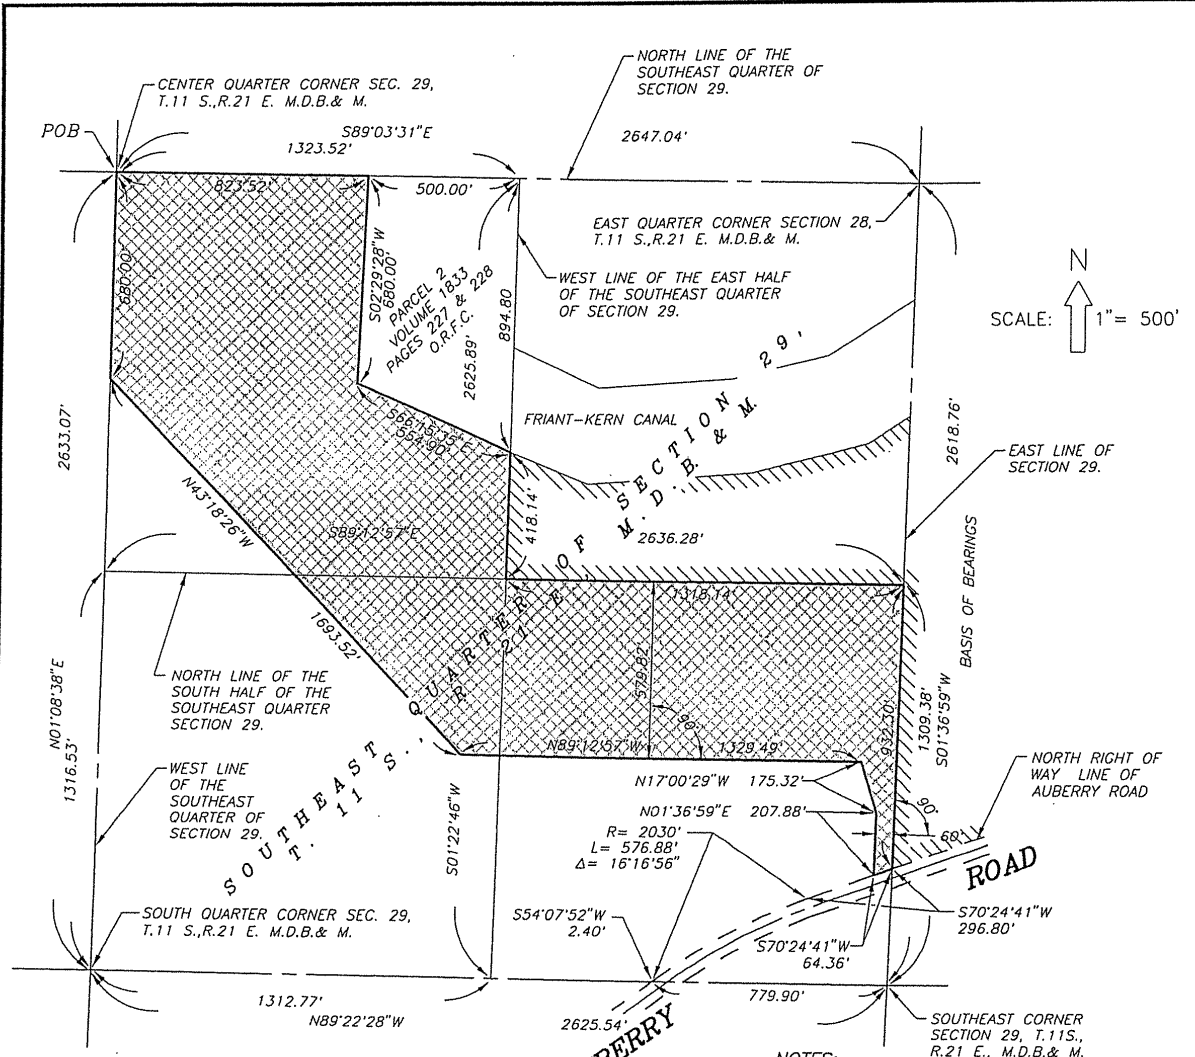 NORTH LINE OF THE
SOUTHEAST QUARTER OF
SECTION 29.
CENTER QUARTER CORNER SEC. 29,
T.11 S.,R.21 E. M.D.B.& M.
POB
S89°03'31"E
1323.52'
2647.04'
823.52'
500.00'
EAST QUARTER CORNER SECTION 28,
T.11 S.,R.21 E. M.D.B.& M.
WEST LINE OF THE EAST HALF
OF THE SOUTHEAST QUARTER
OF SECTION 29.
N
SCALE: 1"= 500'
680.00'
S02°29'28"W
680.00'
PARCEL 2
VOLUME 1833
PAGES 227 & 228
O.R.F.C.
2625.89'
894.80
FRIANT-KERN CANAL
S66°15'35"E
554.90'
2633.07'
2618.76'
EAST LINE OF
SECTION 29.
N43°18'26"W
1693.52'
S89°12'57"E
418.14'
2636.28'
1318.14'
BASIS OF BEARINGS
SOUTHEAST QUARTER OF SECTION 29,
T. 11 S., R. 21 E., M. D. B. & M.
NORTH LINE OF THE
SOUTH HALF OF THE
SOUTHEAST QUARTER
SECTION 29.
579.82'
90°
N89°12'57"W
1329.49'
932.30'
1309.38'
S01°36'59"W
N01°08'38"E
1316.53'
WEST LINE
OF THE
SOUTHEAST
QUARTER OF
SECTION 29.
S01°22'46"W
N17°00'29"W 175.32'
N01°36'59"E 207.88'
R= 2030'
L= 576.88'
Δ= 16°16'56"
90°
60'
NORTH RIGHT OF
WAY LINE OF
AUBERRY ROAD
ROAD
SOUTH QUARTER CORNER SEC. 29,
T.11 S.,R.21 E. M.D.B.& M.
S54°07'52"W
2.40'
S70°24'41"W
64.36'
S70°24'41"W
296.80'
1312.77'
N89°22'28"W
2625.54'
779.90'
BERRY
SOUTHEAST CORNER
SECTION 29, T.11S.,
R.21 E., M.D.B.& M.
NOTES: